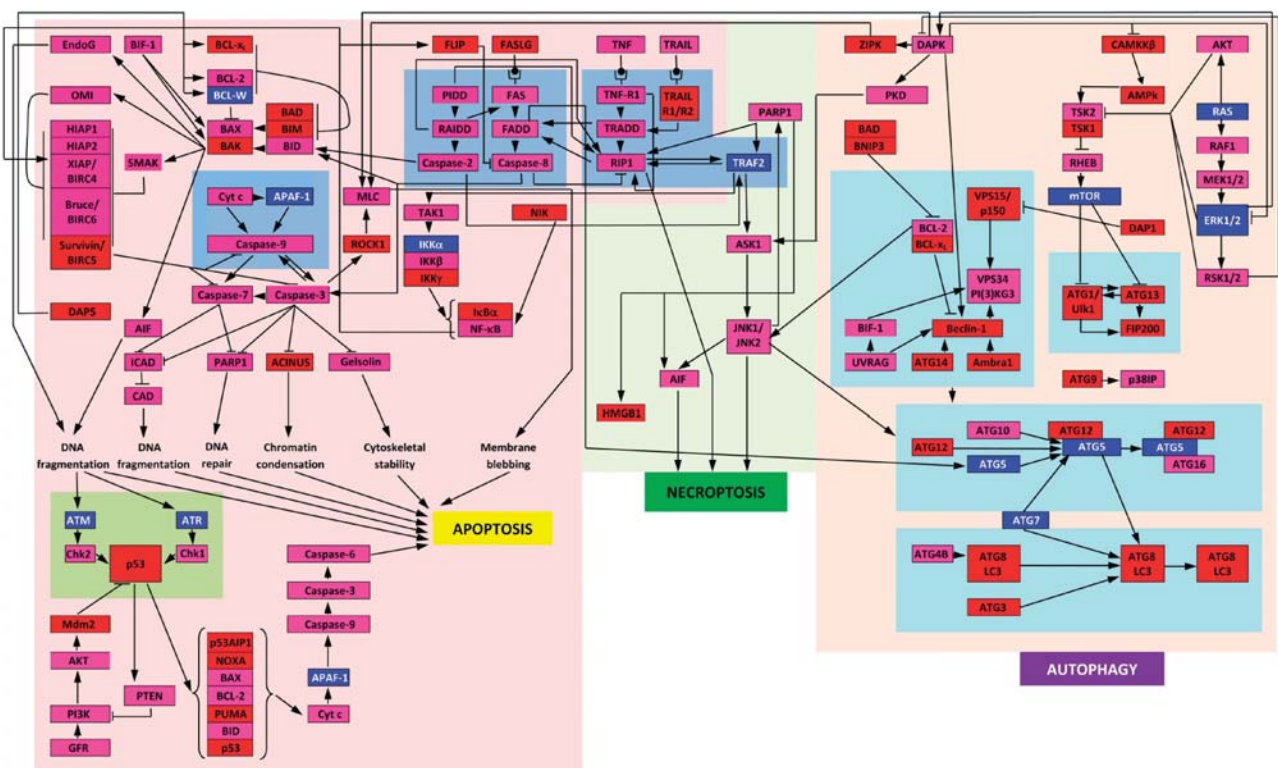 EndoG
BIF-1
BCL-xL
FLIP
FASLG
TNF
TRAIL
ZIPK
DAPK
CAMKKβ
AKT
BCL-2
BCL-W
OMI
PIDD
FAS
TNF-R1
TRAIL
R1/R2
PARP1
PKD
AMPk
TSK2
TSK1
RAS
BAD
BIM
BID
BAX
BAK
HIAP1
HIAP2
XIAP/
BIRC4
Bruce/
BIRC6
Survivin/
BIRC5
SMAK
RAIDD
FADD
TRADD
Caspase-2
Caspase-8
RIP1
TRAF2
BAD
BNIP3
RHEB
RAF1
MEK1/2
mTOR
ERK1/2
RSK1/2
Cyt c
APAF-1
Caspase-9
MLC
ROCK1
TAK1
IKKα
IKKβ
IKKγ
NIK
ASK1
BCL-2
BCL-xL
VPS15/
p150
DAP1
VPS34
PI(3)KG3
Caspase-7
Caspase-3
IκBα
NF-κB
DAP5
AIF
JNK1/
JNK2
BIF-1
Beclin-1
UVRAG
ATG14
Ambra1
ATG1/
Ulk1
ATG13
FIP200
ICAD
PARP1
ACINUS
Gelsolin
CAD
AIF
HMGB1
ATG9
p38IP
DNA
fragmentation
DNA
fragmentation
DNA
repair
Chromatin
condensation
Cytoskeletal
stability
Membrane
blebbing
ATG10
ATG12
ATG12
ATG5
ATG5
ATG12
ATG5
ATG16
NECROPTOSIS
APOPTOSIS
ATM
ATR
Chk2
Chk1
p53
ATG7
ATG4B
ATG8
LC3
ATG8
LC3
ATG8
LC3
ATG3
Caspase-6
Caspase-3
Caspase-9
APAF-1
Cyt c
Mdm2
AKT
PI3K
GFR
PTEN
p53AIP1
NOXA
BAX
BCL-2
PUMA
BID
p53
AUTOPHAGY